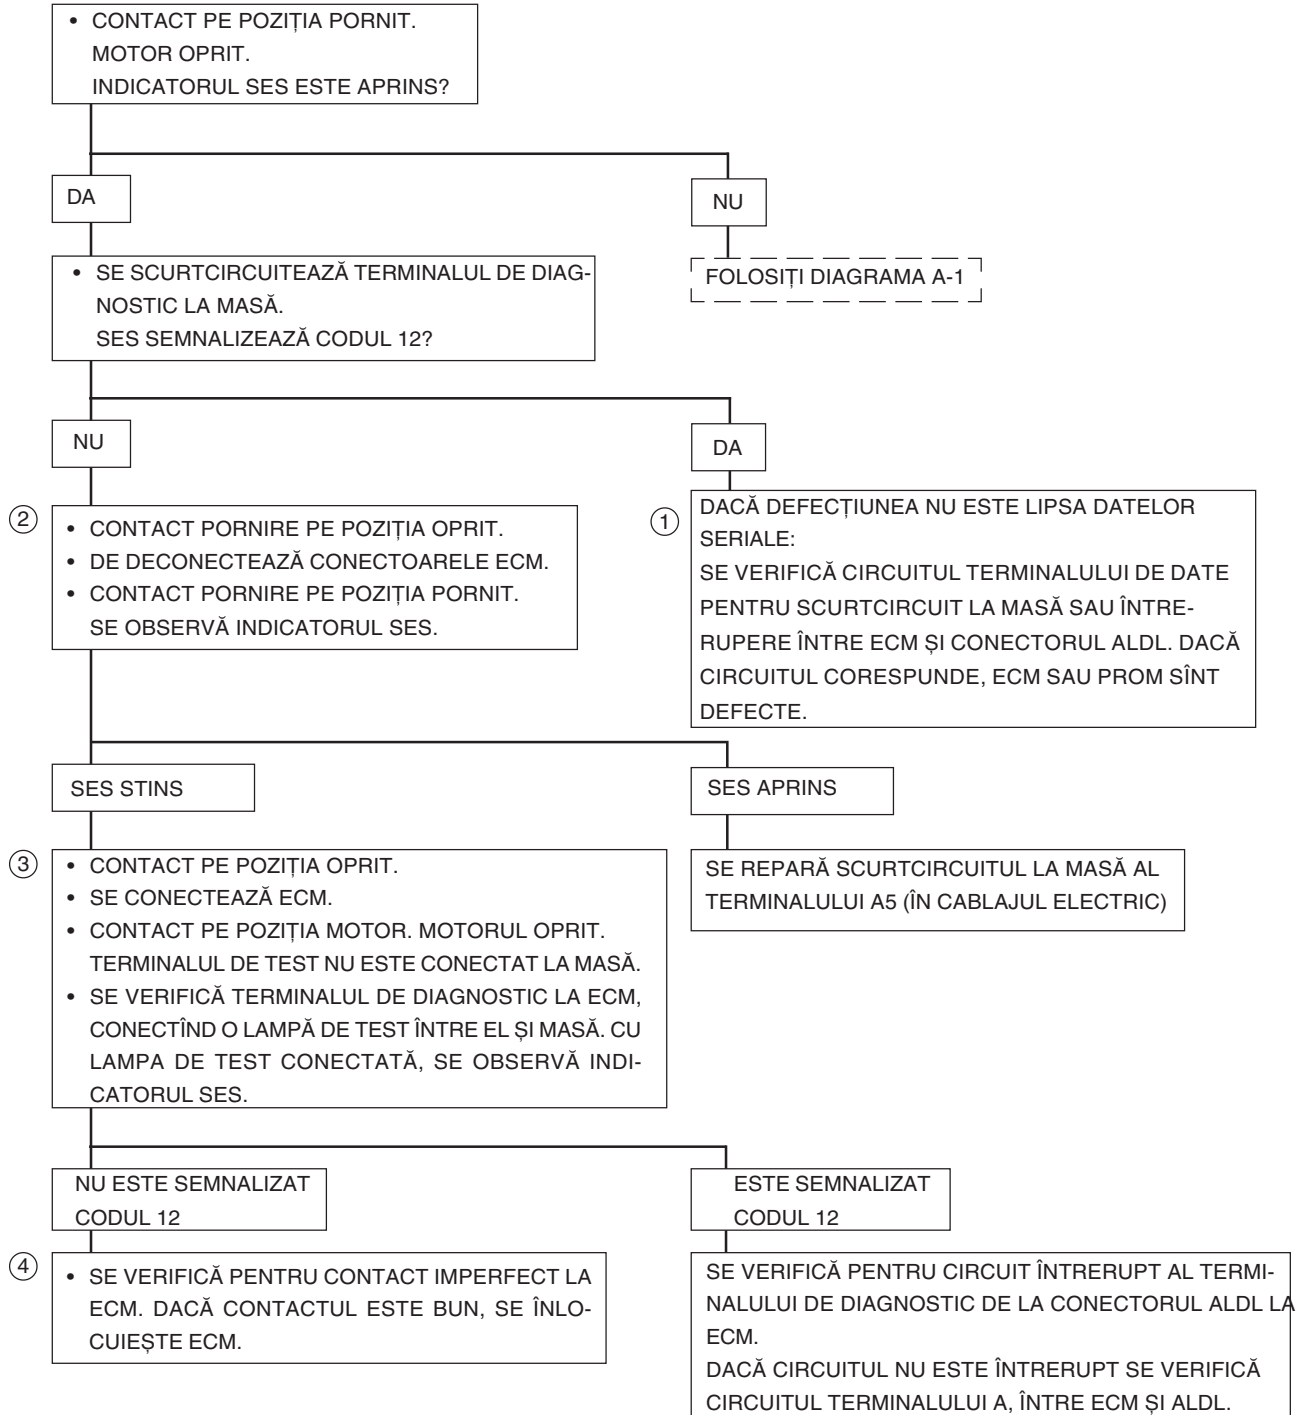 • CONTACT PE POZIȚIA PORNIT.
MOTOR OPRIT.
INDICATORUL SES ESTE APRINS?
DA
NU
• SE SCURTCIRCUITEAZĂ TERMINALUL DE DIAG-
NOSTIC LA MASĂ.
SES SEMNALIZEAZĂ CODUL 12?
FOLOSIȚI DIAGRAMA A-1
NU
DA
2
• CONTACT PORNIRE PE POZIȚIA OPRIT.
• DE DECONECTEAZĂ CONECTOARELE ECM.
• CONTACT PORNIRE PE POZIȚIA PORNIT.
SE OBSERVĂ INDICATORUL SES.
1
DACĂ DEFECȚIUNEA NU ESTE LIPSA DATELOR
SERIALE:
SE VERIFICĂ CIRCUITUL TERMINALULUI DE DATE
PENTRU SCURTCIRCUIT LA MASĂ SAU ÎNTRE-
RUPERE ÎNTRE ECM ȘI CONECTORUL ALDL. DACĂ
CIRCUITUL CORESPUNDE, ECM SAU PROM SÎNT
DEFECTE.
SES STINS
SES APRINS
3
• CONTACT PE POZIȚIA OPRIT.
• SE CONECTEAZĂ ECM.
• CONTACT PE POZIȚIA MOTOR. MOTORUL OPRIT.
TERMINALUL DE TEST NU ESTE CONECTAT LA MASĂ.
• SE VERIFICĂ TERMINALUL DE DIAGNOSTIC LA ECM,
CONECTÎND O LAMPĂ DE TEST ÎNTRE EL ȘI MASĂ. CU
LAMPA DE TEST CONECTATĂ, SE OBSERVĂ INDI-
CATORUL SES.
SE REPARĂ SCURTCIRCUITUL LA MASĂ AL
TERMINALULUI A5 (ÎN CABLAJUL ELECTRIC)
NU ESTE SEMNALIZAT
CODUL 12
ESTE SEMNALIZAT
CODUL 12
4
• SE VERIFICĂ PENTRU CONTACT IMPERFECT LA
ECM. DACĂ CONTACTUL ESTE BUN, SE ÎNLO-
CUIEȘTE ECM.
SE VERIFICĂ PENTRU CIRCUIT ÎNTRERUPT AL TERMI-
NALULUI DE DIAGNOSTIC DE LA CONECTORUL ALDL LA
ECM.
DACĂ CIRCUITUL NU ESTE ÎNTRERUPT SE VERIFICĂ
CIRCUITUL TERMINALULUI A, ÎNTRE ECM ȘI ALDL.